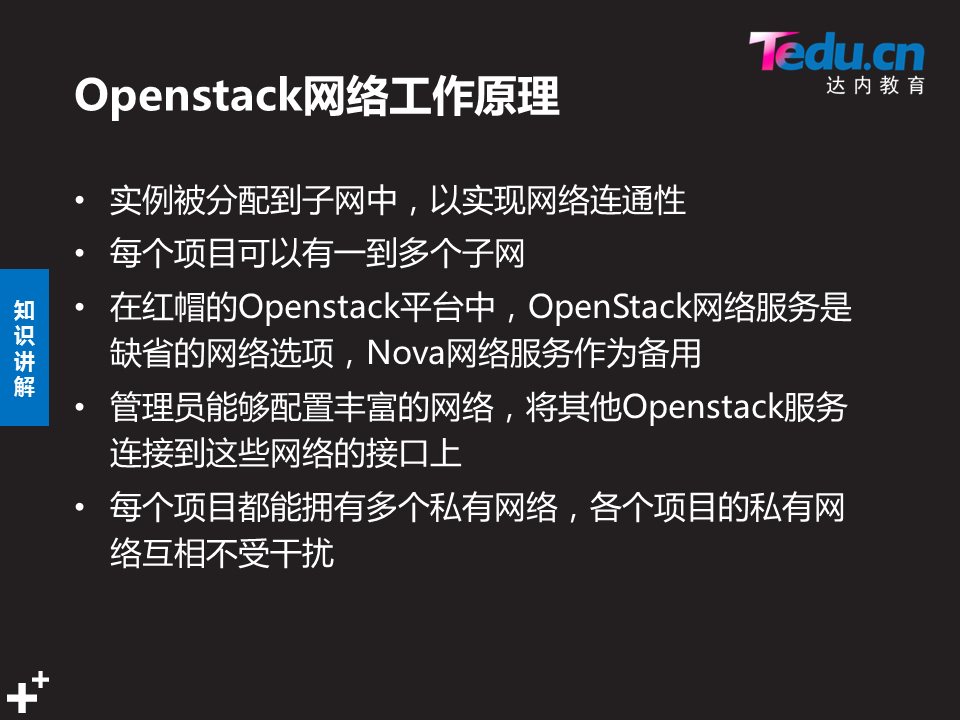 Tedu.cn
达内教育
Openstack网络工作原理
• 实例被分配到子网中，以实现网络连通性
• 每个项目可以有一到多个子网
• 在红帽的Openstack平台中，OpenStack网络服务是
缺省的网络选项，Nova网络服务作为备用
• 管理员能够配置丰富的网络，将其他Openstack服务
连接到这些网络的接口上
• 每个项目都能拥有多个私有网络，各个项目的私有网
络互相不受干扰
知
识
讲
解